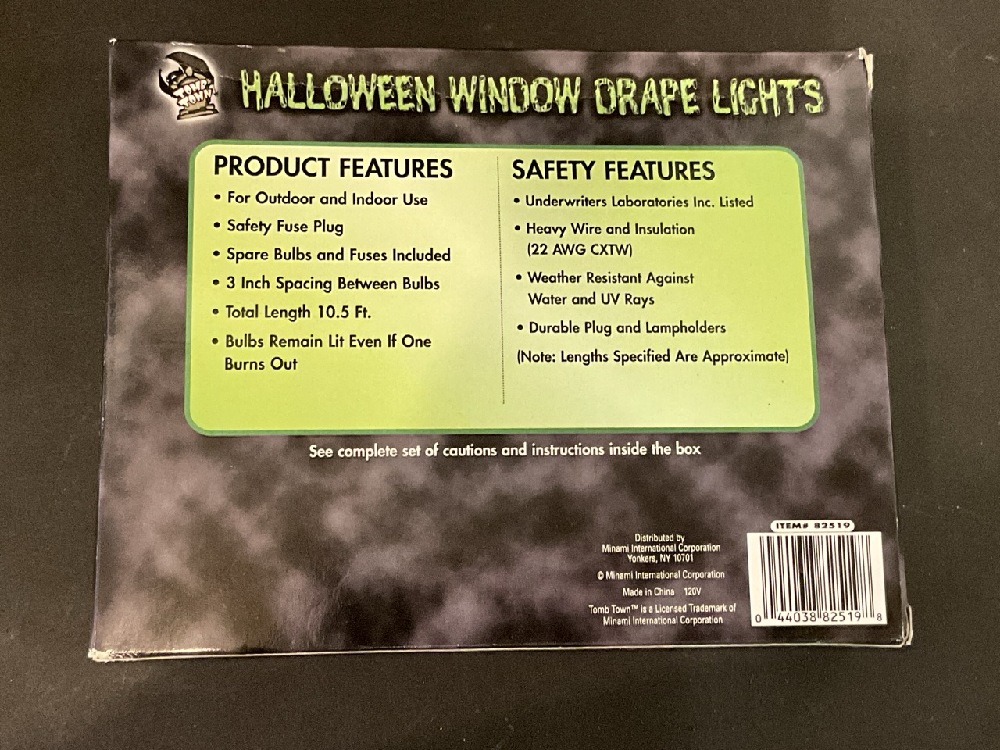 TOMB TOWN
HALLOWEEN WINDOW DRAPE LIGHTS
PRODUCT FEATURES
• For Outdoor and Indoor Use
• Safety Fuse Plug
• Spare Bulbs and Fuses Included
• 3 Inch Spacing Between Bulbs
• Total Length 10.5 Ft.
• Bulbs Remain Lit Even If One
Burns Out
SAFETY FEATURES
• Underwriters Laboratories Inc. Listed
• Heavy Wire and Insulation
(22 AWG CXTW)
• Weather Resistant Against
Water and UV Rays
• Durable Plug and Lampholders
(Note: Lengths Specified Are Approximate)
See complete set of cautions and instructions inside the box
Distributed by
Minami International Corporation
Yonkers, NY 10701
© Minami International Corporation
Made in China 120V
Tomb Town™ is a Licensed Trademark of
Minami International Corporation
ITEM# 82519
0 44038 82519 8